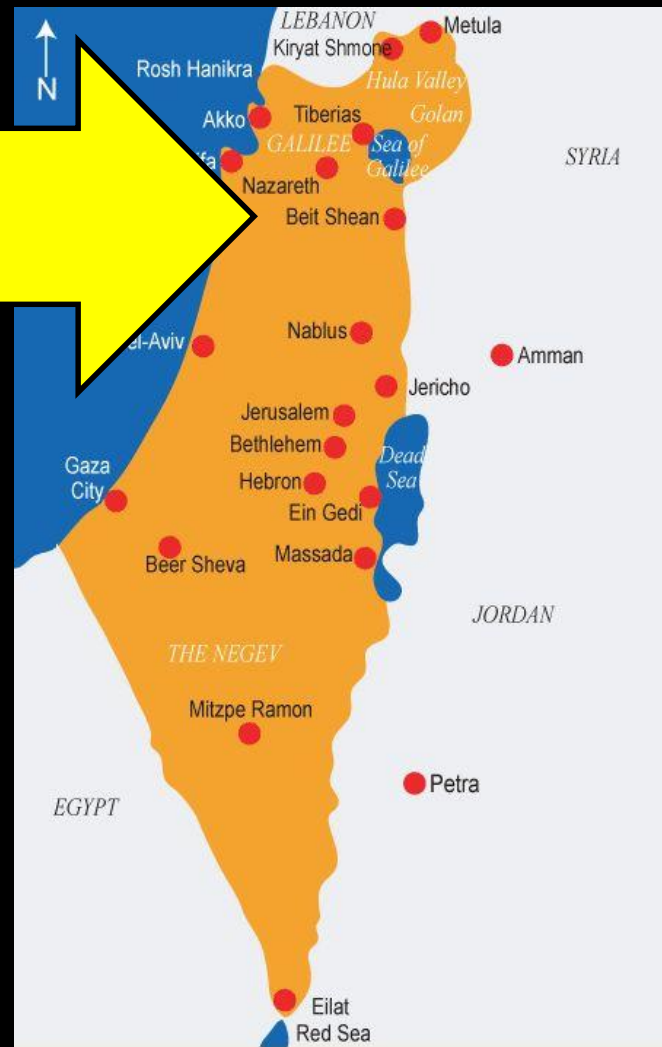 LEBANON
Metula
Kiryat Shmone
N
Rosh Hanikra
Hula Valley
Akko
Tiberias
Golan
GALILEE
Sea of
Galilee
SYRIA
Nazareth
Beit Shean
Nablus
Amman
Jericho
Jerusalem
Bethlehem
Gaza
City
Hebron
Dead
Sea
Ein Gedi
Beer Sheva
Massada
JORDAN
THE NEGEV
Mitzpe Ramon
Petra
EGYPT
Eilat
Red Sea